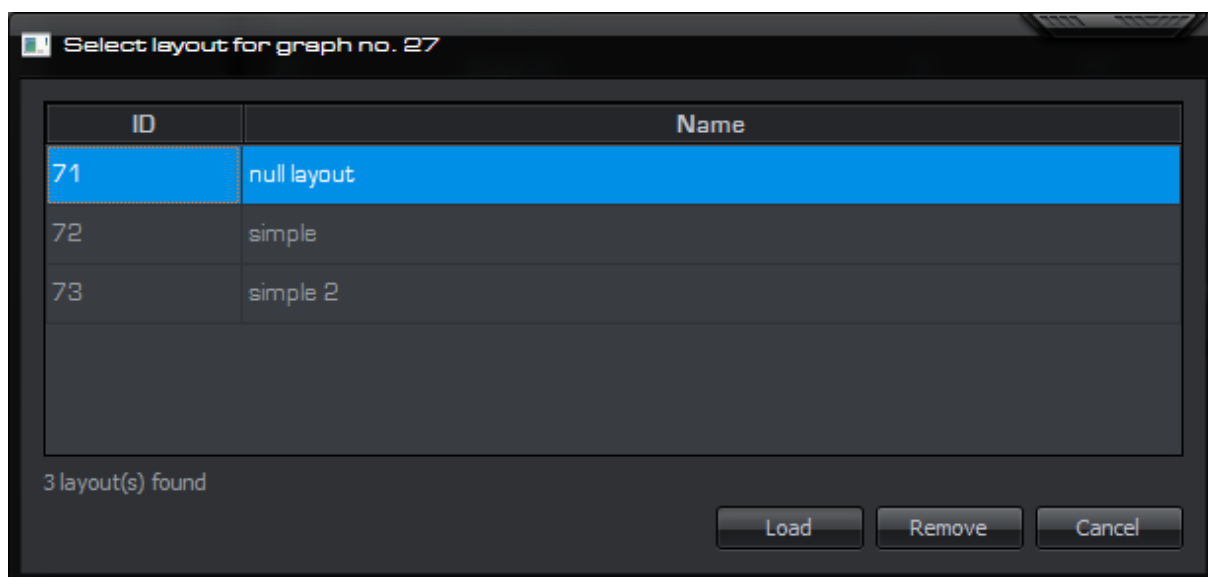 Select layout for graph no. 27
ID Name
71 null layout
72 simple
73 simple 2
3 layout(s) found
Load Remove Cancel